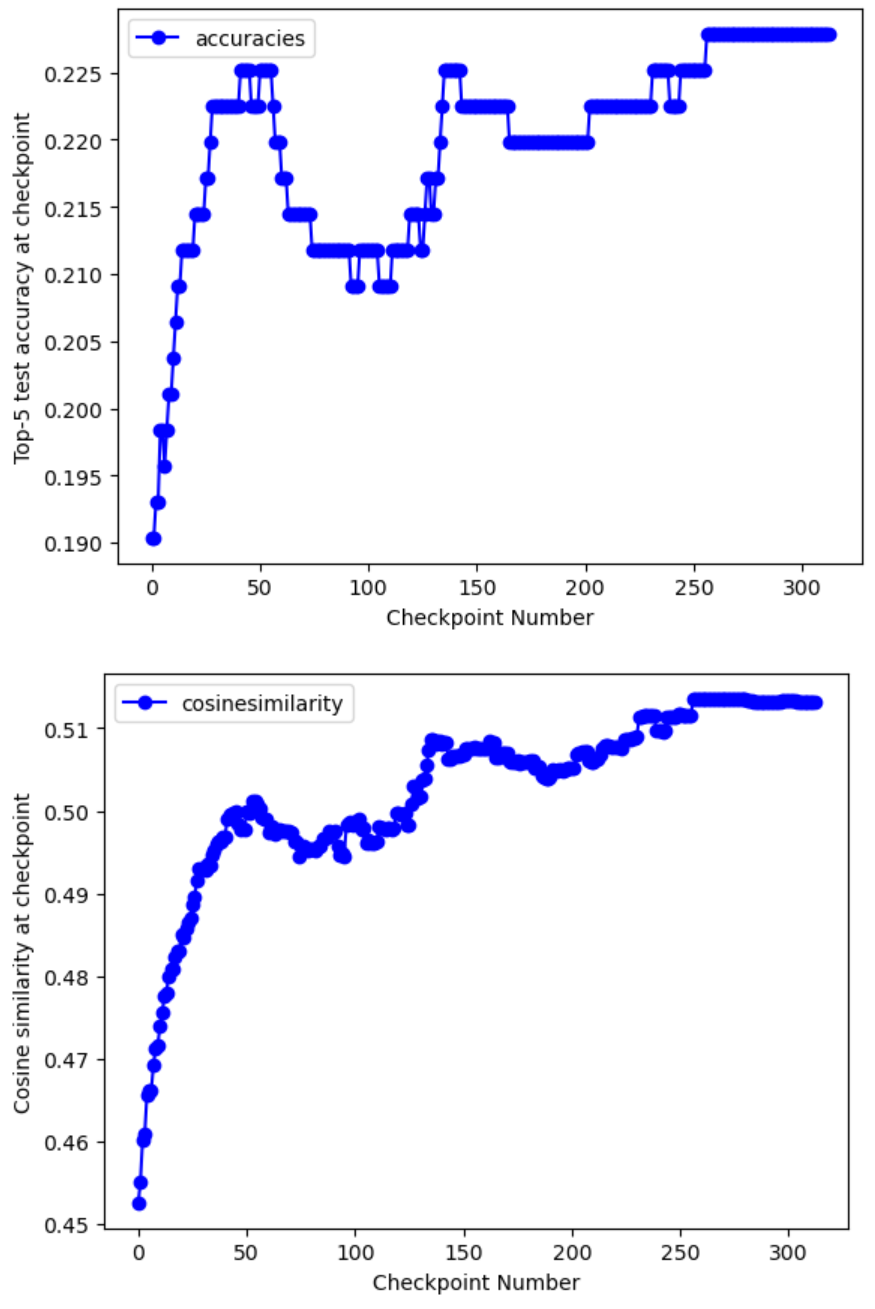 accuracies
0.225
0.220
0.215
0.210
0.205
0.200
0.195
0.190
Top-5 test accuracy at checkpoint
0 50 100 150 200 250 300
Checkpoint Number
cosinesimilarity
0.51
0.50
0.49
0.48
0.47
0.46
0.45
Cosine similarity at checkpoint
0 50 100 150 200 250 300
Checkpoint Number